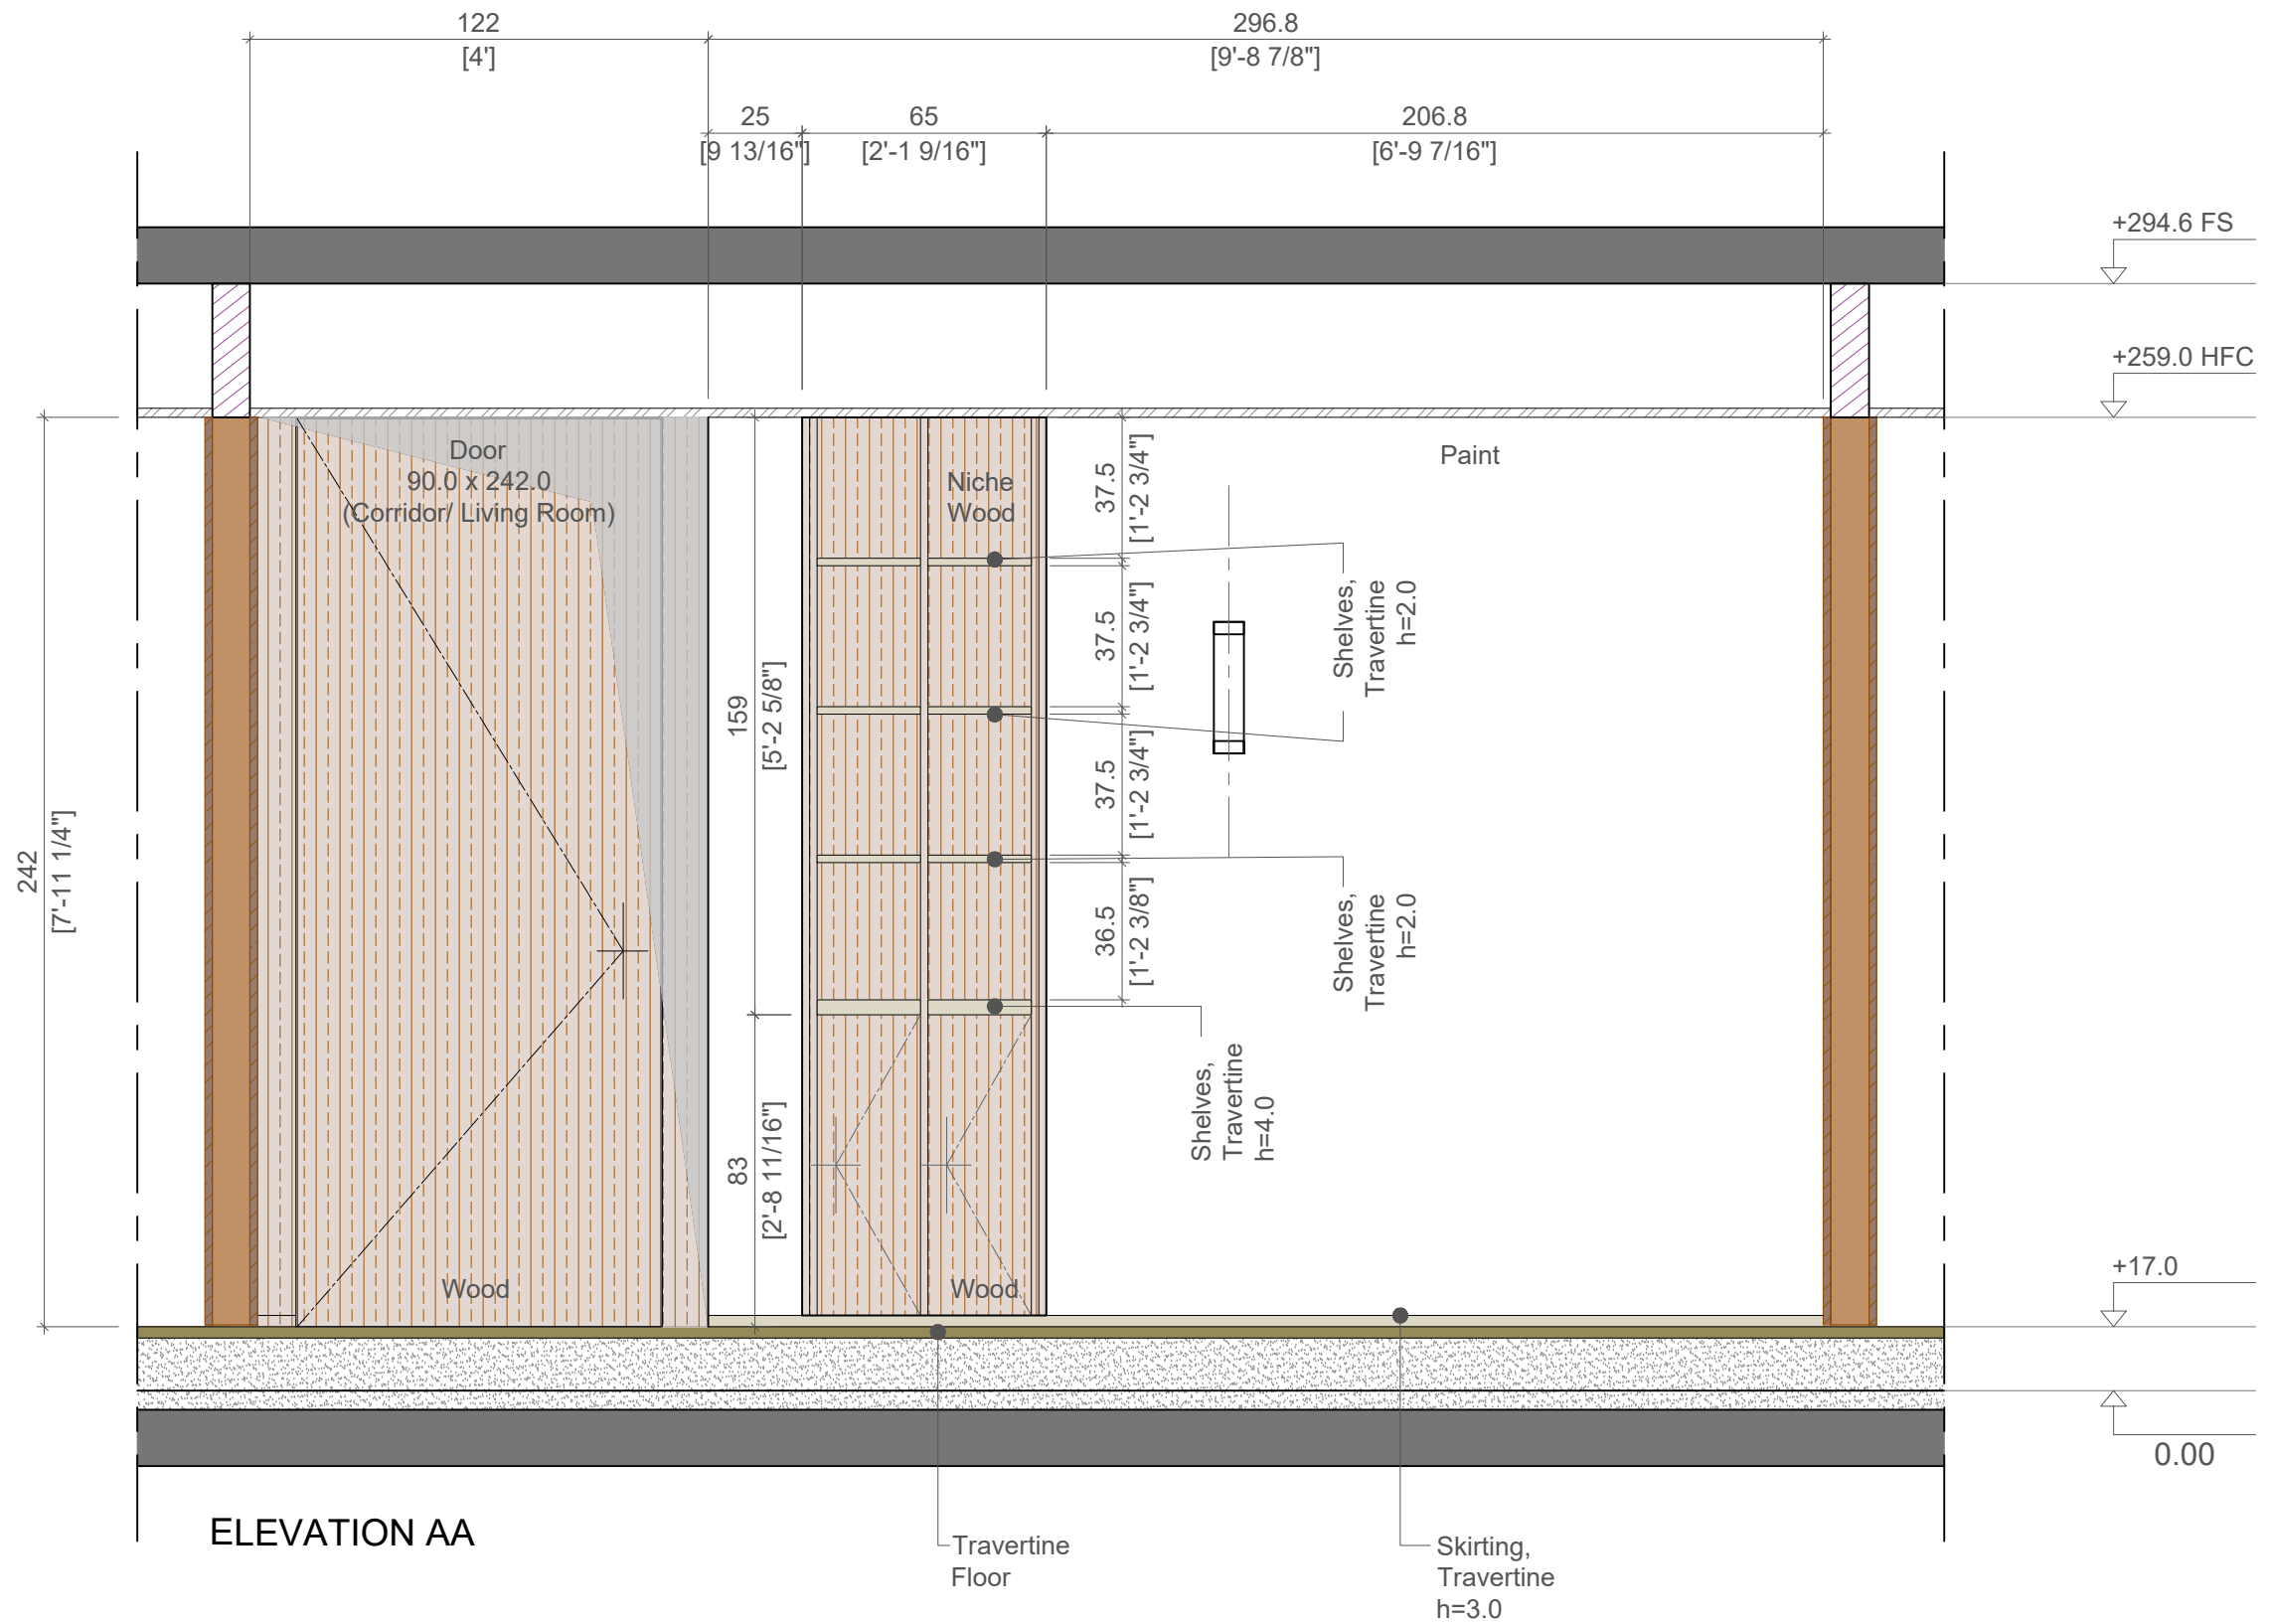 122
[4']
296.8
[9'-8 7/8"]
25
[9 13/16"]
65
[2'-1 9/16"]
206.8
[6'-9 7/16"]
+294.6 FS
+259.0 HFC
Door
90.0 x 242.0
(Corridor/ Living Room)
Niche
Wood
Paint
37.5
[1'-2 3/4"]
37.5
[1'-2 3/4"]
37.5
[1'-2 3/4"]
36.5
[1'-2 3/8"]
Shelves,
Travertine
h=2.0
Shelves,
Travertine
h=2.0
Shelves,
Travertine
h=4.0
159
[5'-2 5/8"]
83
[2'-8 11/16"]
242
[7'-11 1/4"]
Wood
Wood
+17.0
0.00
ELEVATION AA
Travertine
Floor
Skirting,
Travertine
h=3.0